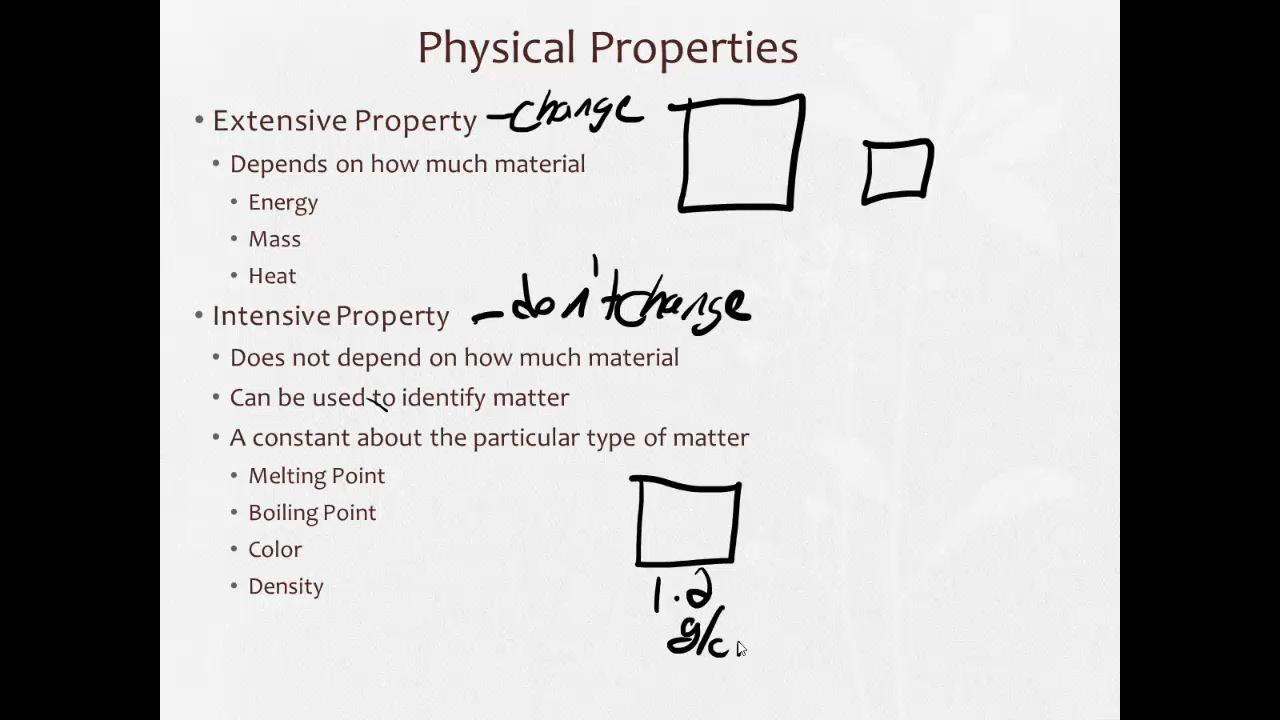 Physical Properties
• Extensive Property - change
• Depends on how much material
• Energy
• Mass
• Heat
• Intensive Property - don't change
• Does not depend on how much material
• Can be used to identify matter
• A constant about the particular type of matter
• Melting Point
• Boiling Point
• Color
• Density
1.2
g/c